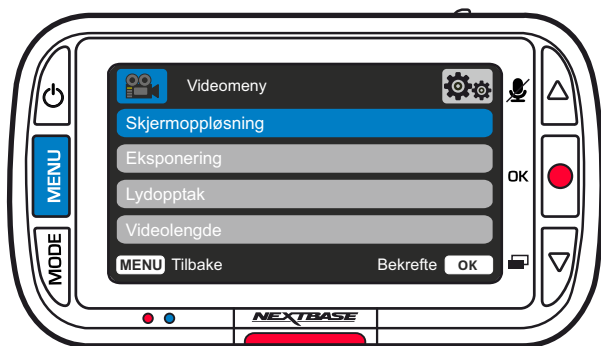 Videomeny
Skjermoppløsning
Eksponering
Lydopptak
Videolengde
MENU Tilbake
Bekrefte OK
MENU
MODE
OK
NEXTBASE